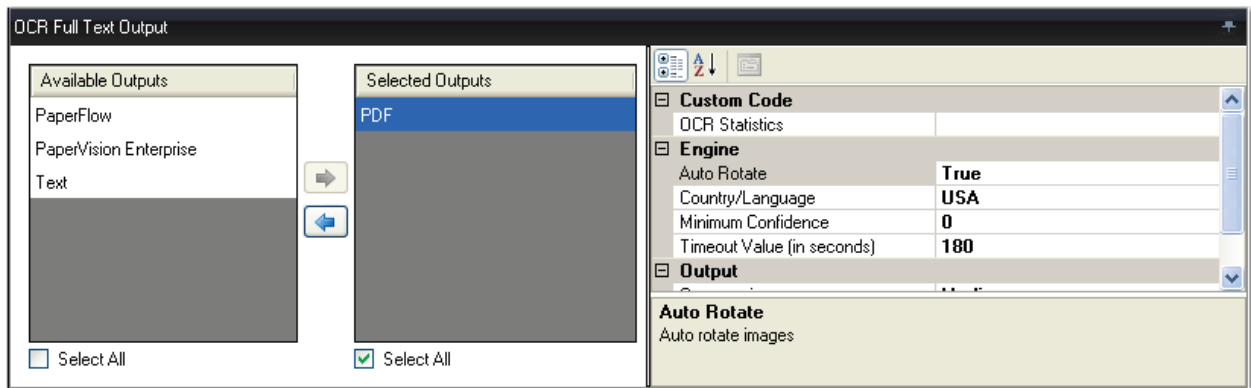 OCR Full Text Output
Available Outputs
PaperFlow
PaperVision Enterprise
Text
Select All
Selected Outputs
PDF
Select All
Custom Code
OCR Statistics
Engine
Auto Rotate True
Country/Language USA
Minimum Confidence 0
Timeout Value (in seconds) 180
Output
Auto Rotate
Auto rotate images